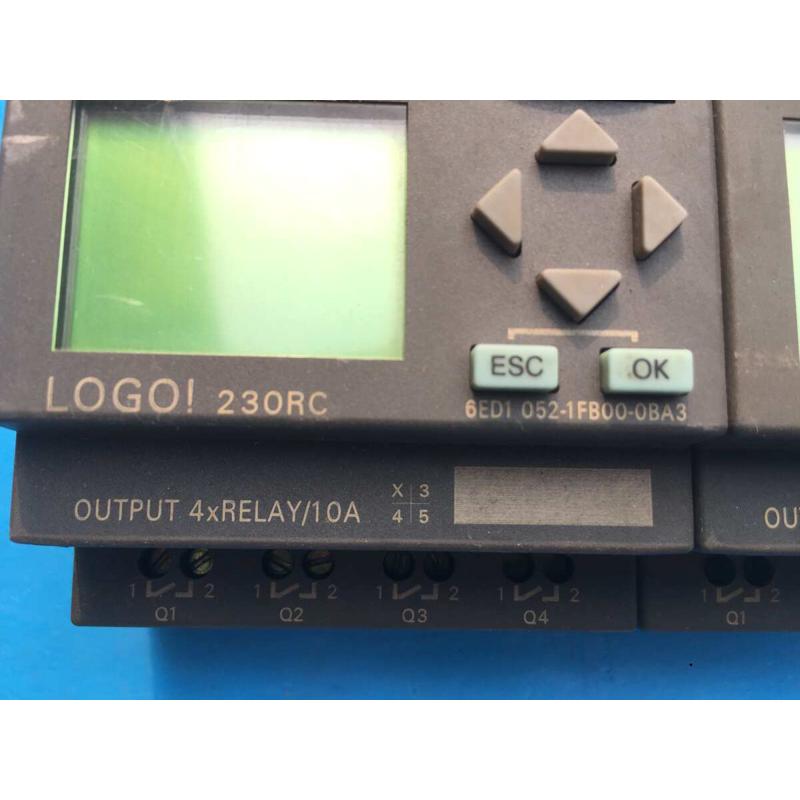 ESC OK
LOGO! 230RC
6ED1 052-1FB00-0BA3
OUTPUT 4xRELAY/10A
X 3
4 5
OU
1 2 1 2 1 2 1 2 1 2
Q1 Q2 Q3 Q4 Q1